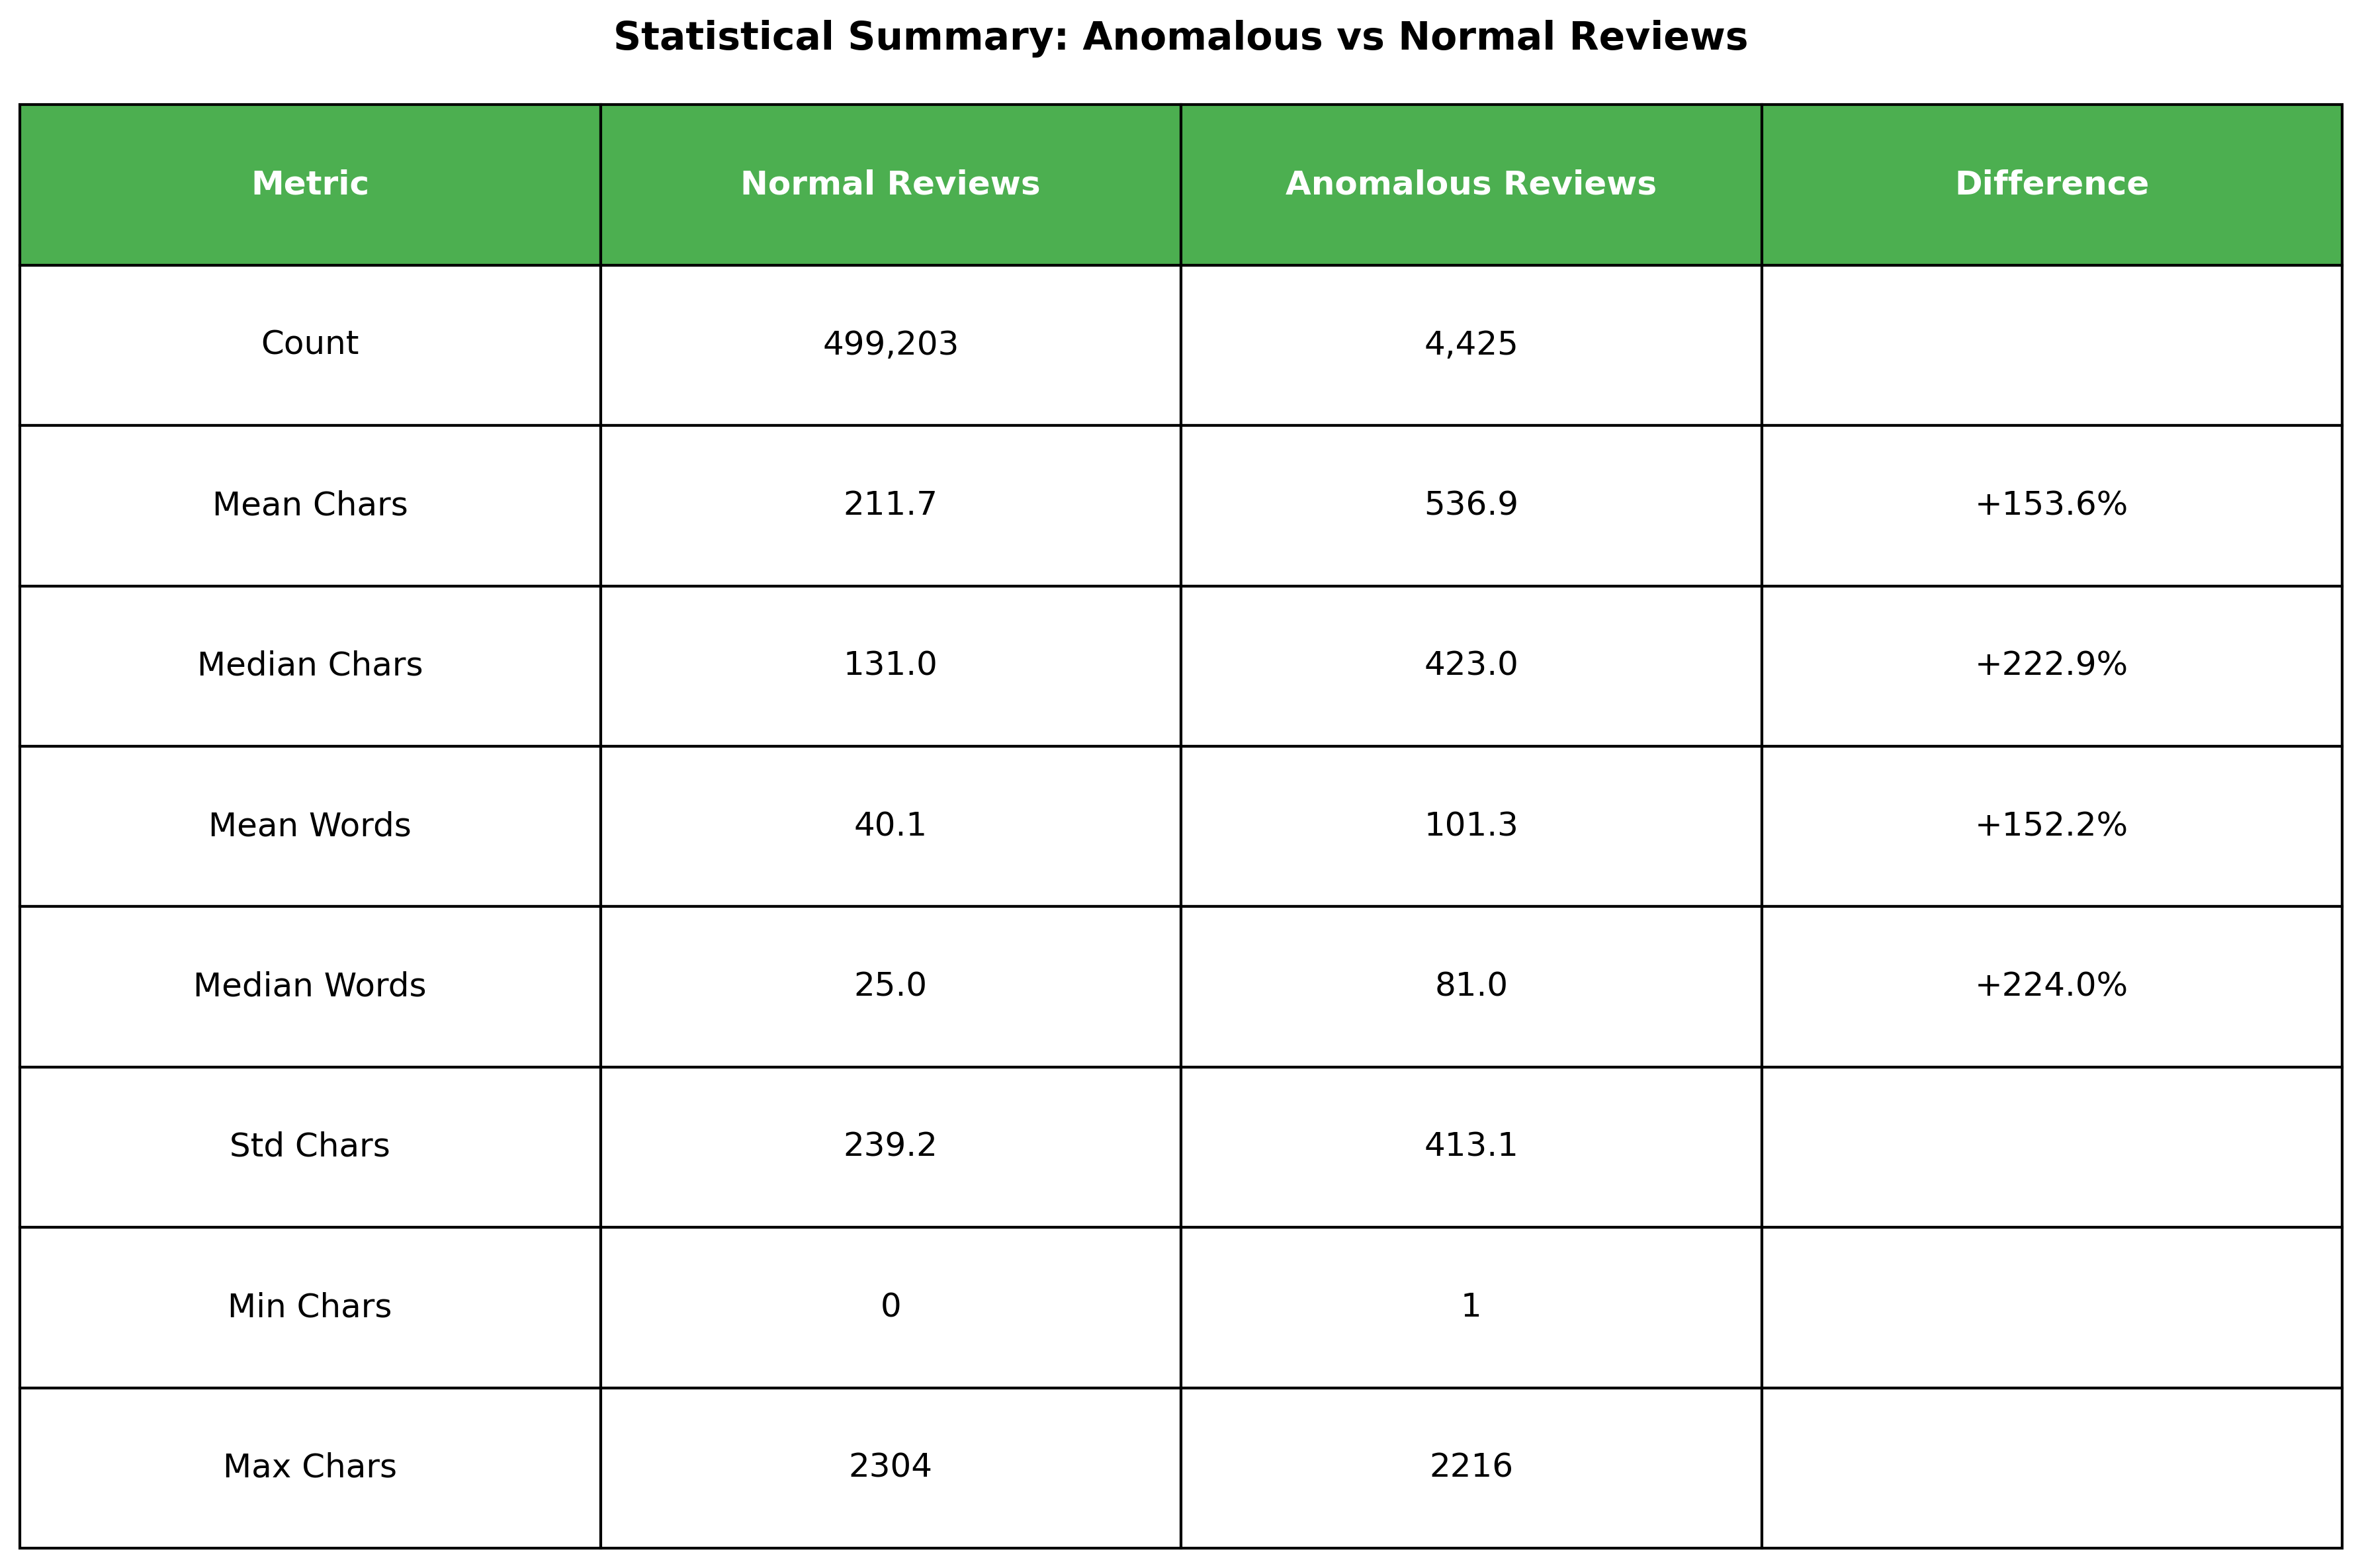 Statistical Summary: Anomalous vs Normal Reviews
Metric Normal Reviews Anomalous Reviews Difference
Count 499,203 4,425
Mean Chars 211.7 536.9 +153.6%
Median Chars 131.0 423.0 +222.9%
Mean Words 40.1 101.3 +152.2%
Median Words 25.0 81.0 +224.0%
Std Chars 239.2 413.1
Min Chars 0 1
Max Chars 2304 2216